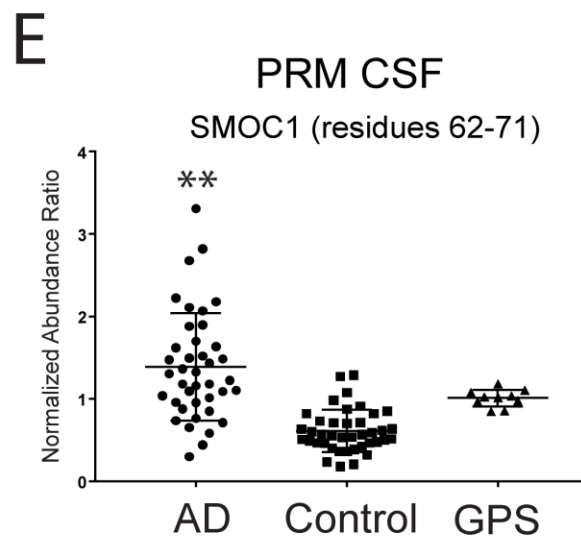 E
PRM CSF
SMOC1 (residues 62-71)
Normalized Abundance Ratio
4
**
3
2
1
0
AD Control GPS